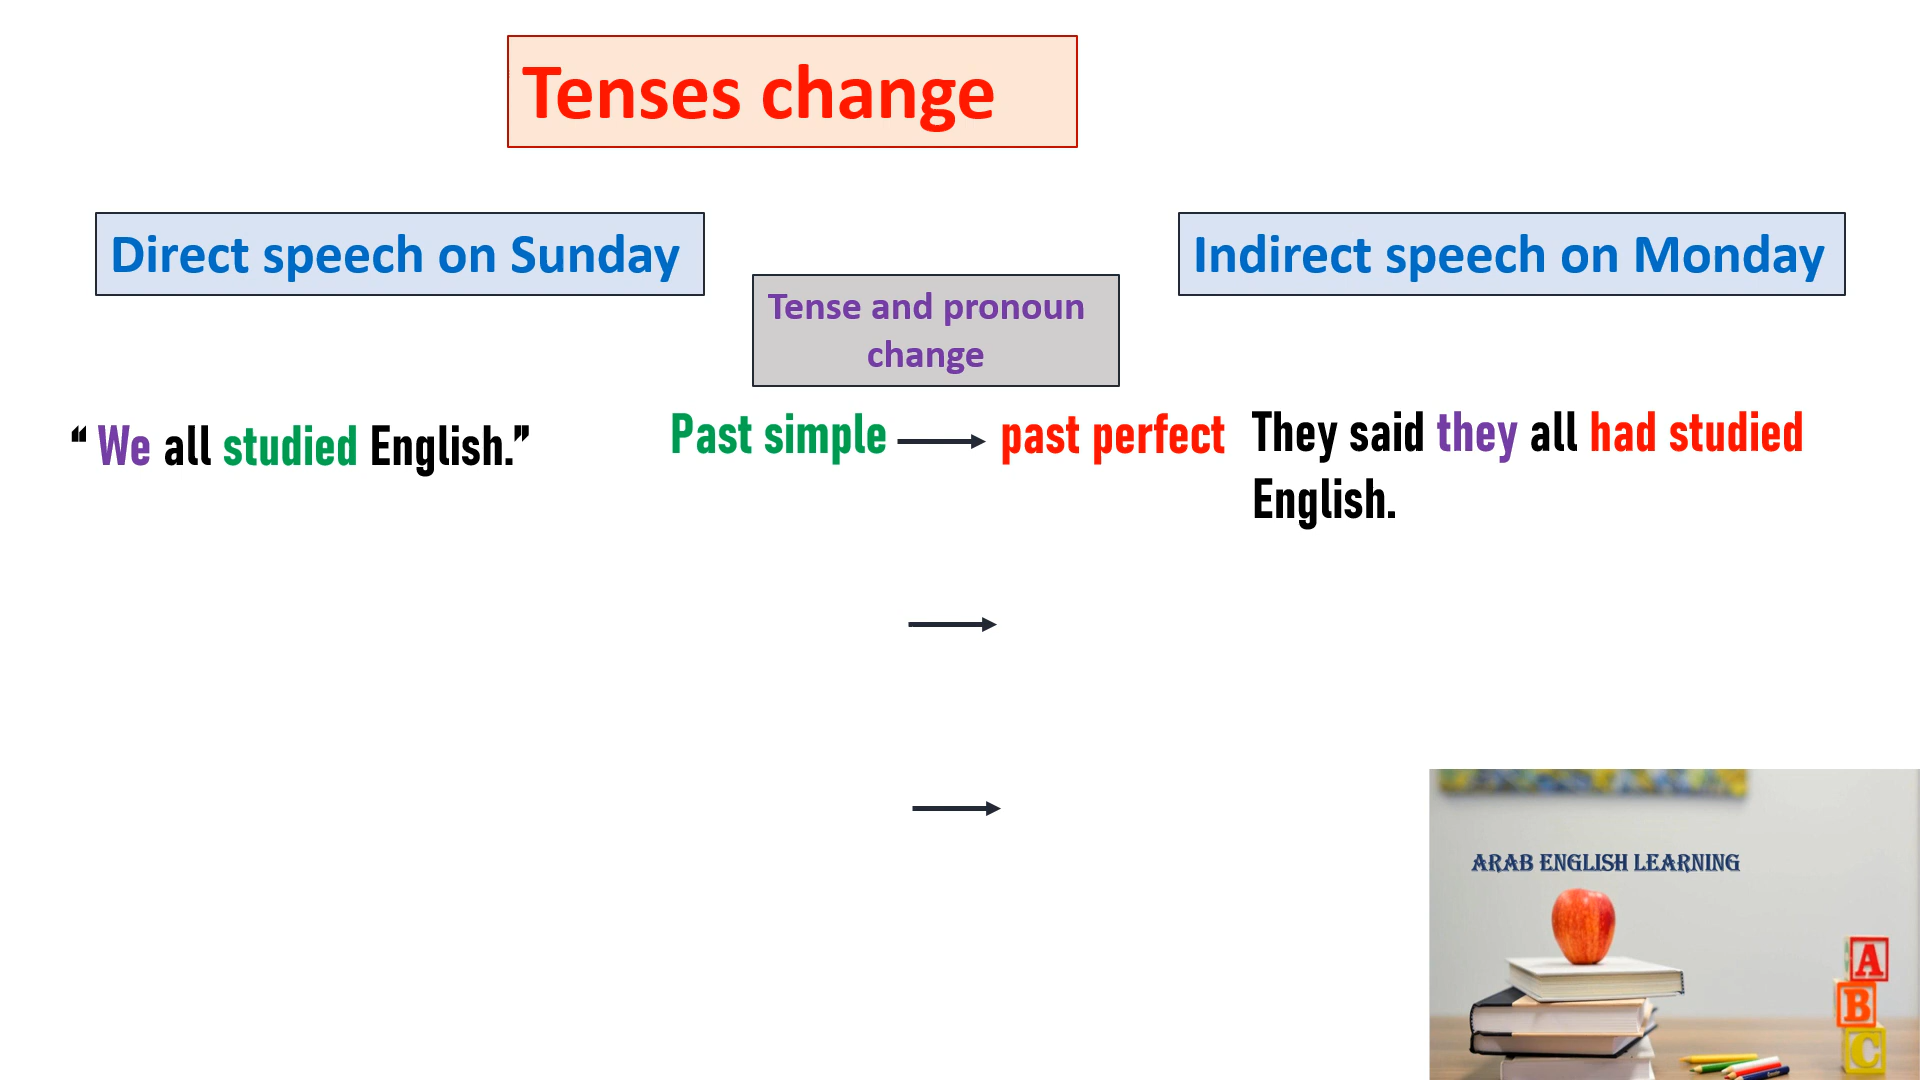 Tenses change
Direct speech on Sunday
Indirect speech on Monday
Tense and pronoun
change
“ We all studied English.”
Past simple
past perfect
They said they all had studied
English.
ARAB ENGLISH LEARNING
A
B
C